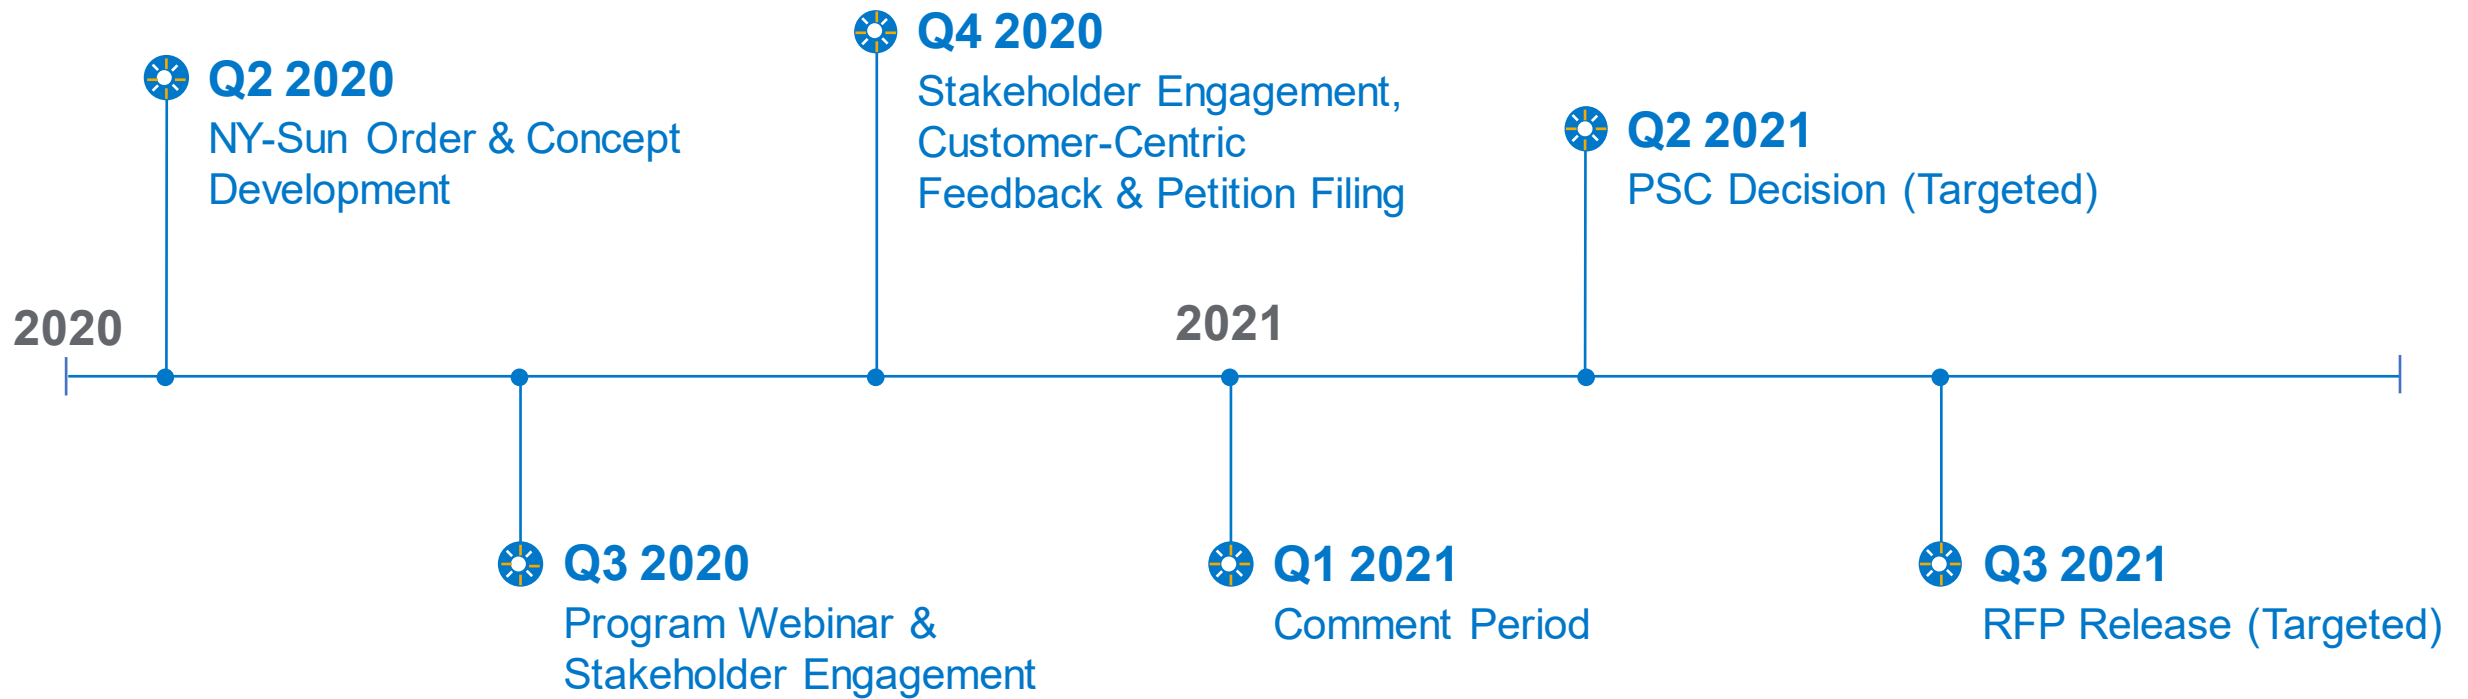 Q2 2020
NY-Sun Order & Concept
Development
Q4 2020
Stakeholder Engagement,
Customer-Centric
Feedback & Petition Filing
Q2 2021
PSC Decision (Targeted)
2020
2021
Q3 2020
Program Webinar &
Stakeholder Engagement
Q1 2021
Comment Period
Q3 2021
RFP Release (Targeted)